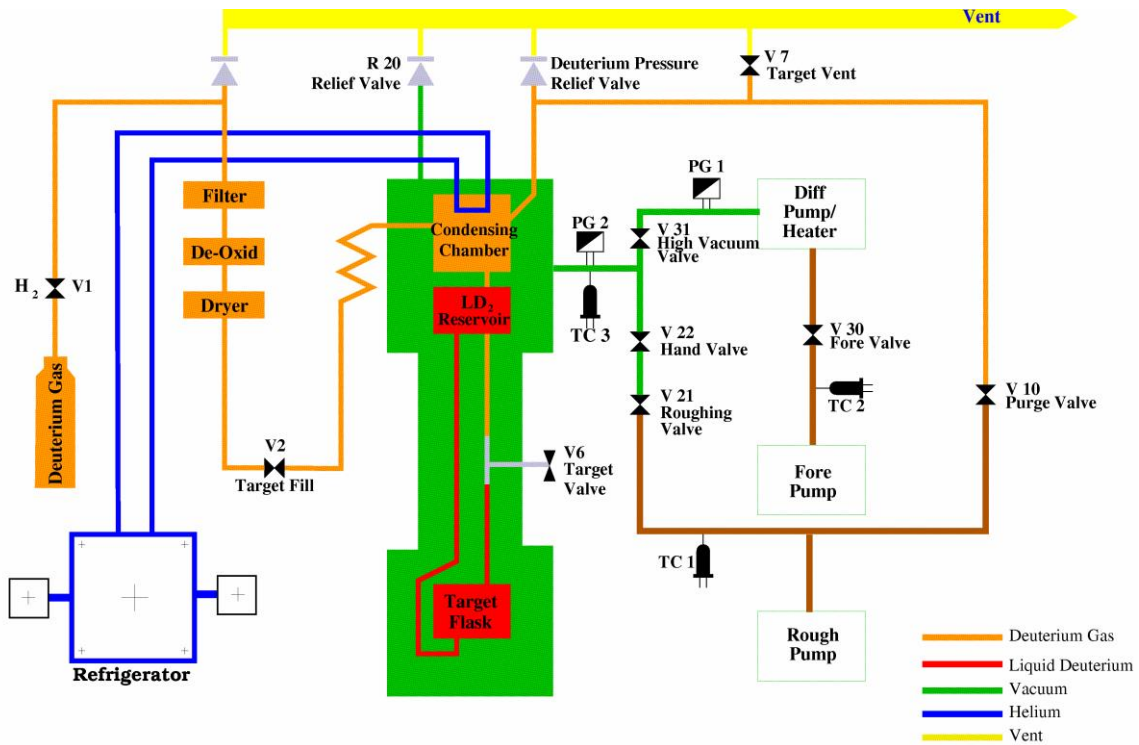 Vent
R 20
Relief Valve
Deuterium Pressure
Relief Valve
V 7
Target Vent
PG 1
Diff
Pump/
Heater
Filter
Condensing
Chamber
PG 2
V 31
High Vacuum
Valve
De-Oxid
H2 V1
Dryer
LD2
Reservoir
TC 3
V 22
Hand Valve
V 30
Fore Valve
Deuterium Gas
V 21
Roughing
Valve
TC 2
V 10
Purge Valve
V2
Target Fill
V6
Target
Valve
Fore
Pump
TC 1
Target
Flask
Rough
Pump
Refrigerator
Deuterium Gas
Liquid Deuterium
Vacuum
Helium
Vent